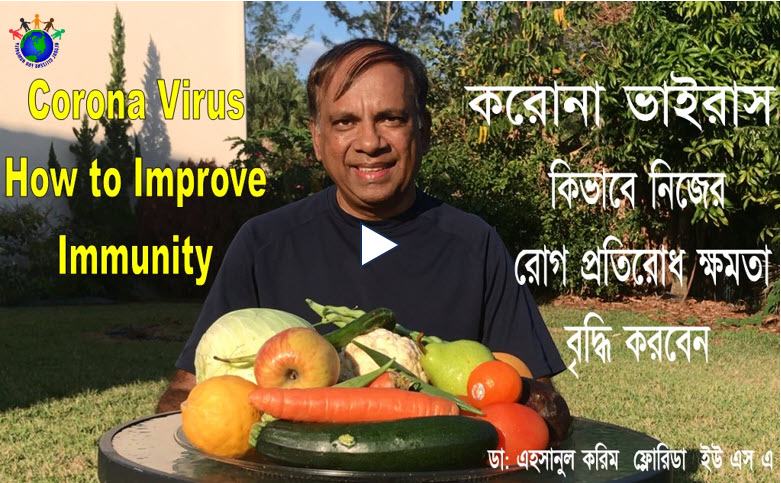 Corona Virus
How to Improve
Immunity
করোনা ভাইরাস
কিভাবে নিজের
রোগ প্রতিরোধ ক্ষমতা
বৃদ্ধি করবেন
ডা: এহসানুল করিম ফ্লোরিডা ইউ এস এ